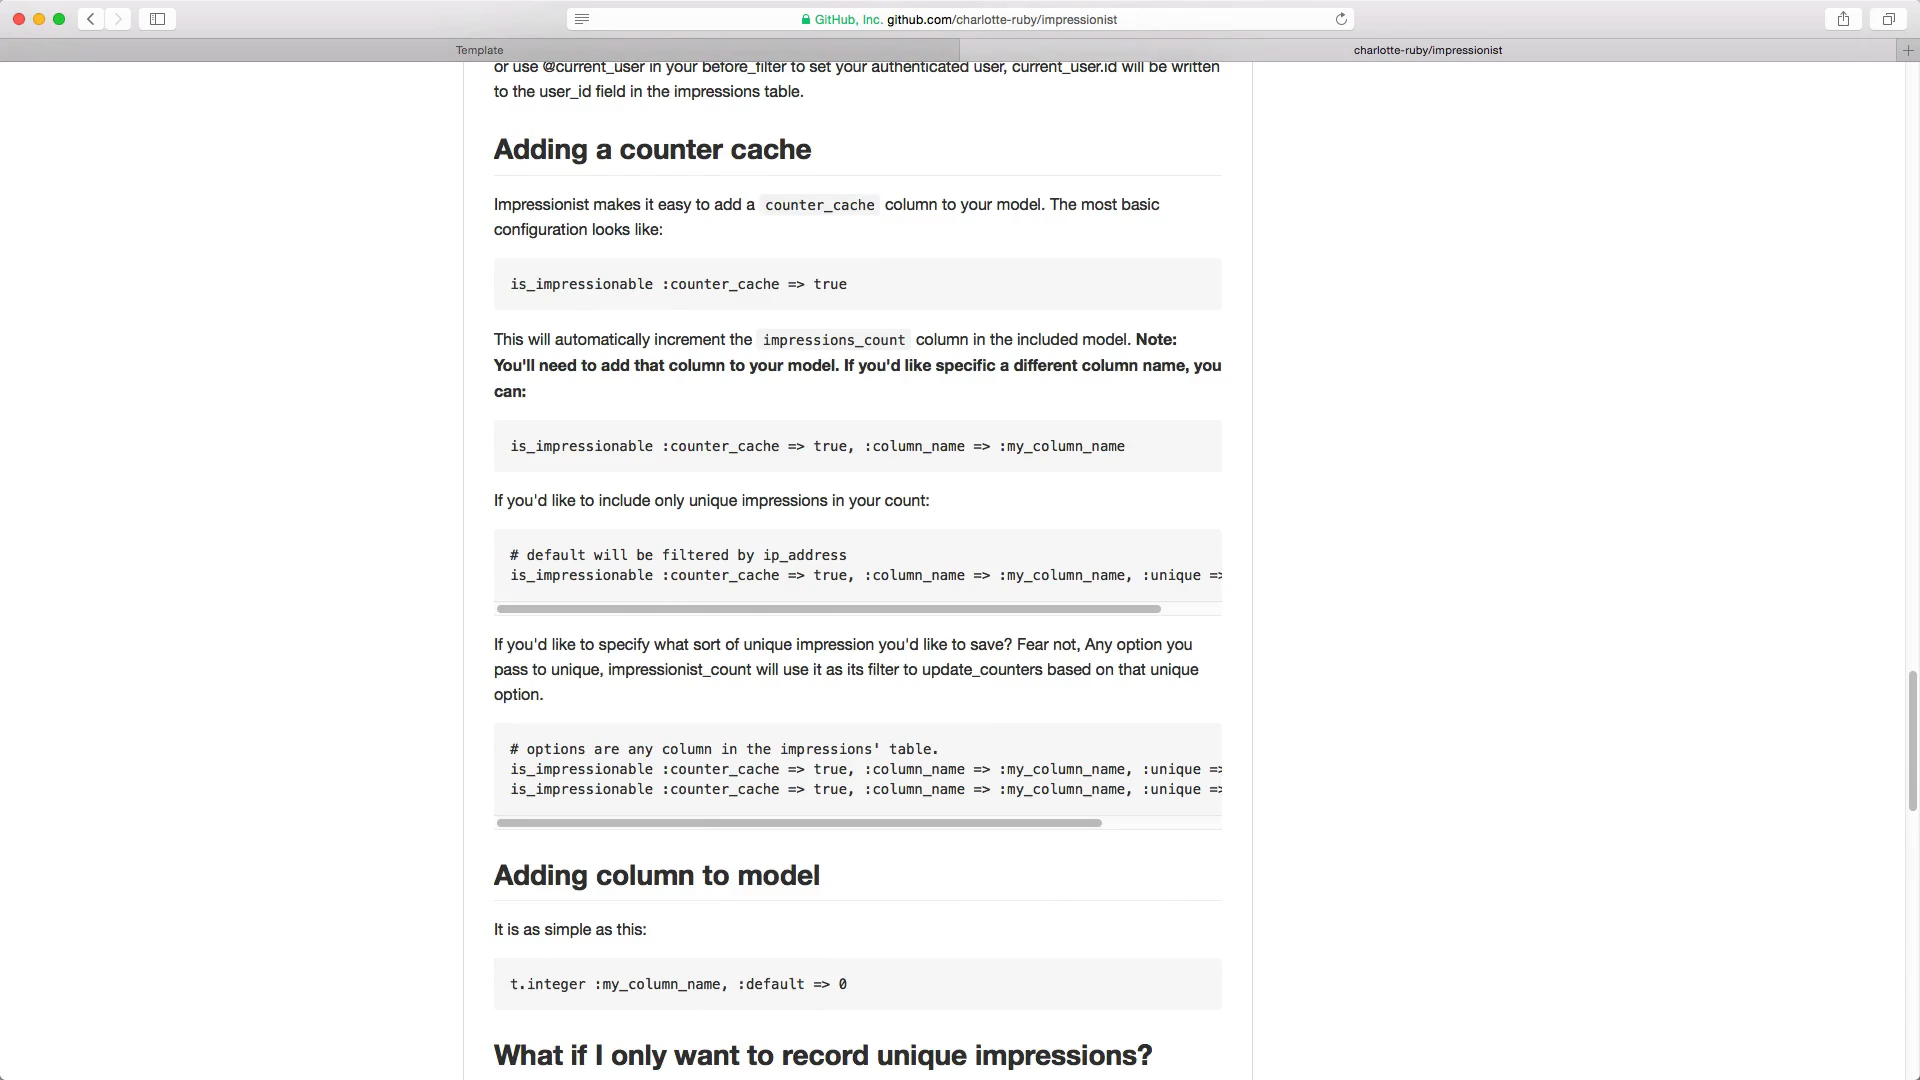 GitHub, Inc. github.com/charlotte-ruby/impressionist
Template
charlotte-ruby/impressionist
or use @current_user in your before_filter to set your authenticated user, current_user.id will be written
to the user_id field in the impressions table.
Adding a counter cache
Impressionist makes it easy to add a counter_cache column to your model. The most basic
configuration looks like:
is_impressionable :counter_cache => true
This will automatically increment the impressions_count column in the included model. Note:
You'll need to add that column to your model. If you'd like specific a different column name, you
can:
is_impressionable :counter_cache => true, :column_name => :my_column_name
If you'd like to include only unique impressions in your count:
# default will be filtered by ip_address
is_impressionable :counter_cache => true, :column_name => :my_column_name, :unique =>
If you'd like to specify what sort of unique impression you'd like to save? Fear not, Any option you
pass to unique, impressionist_count will use it as its filter to update_counters based on that unique
option.
# options are any column in the impressions' table.
is_impressionable :counter_cache => true, :column_name => :my_column_name, :unique =>
is_impressionable :counter_cache => true, :column_name => :my_column_name, :unique =>
Adding column to model
It is as simple as this:
t.integer :my_column_name, :default => 0
What if I only want to record unique impressions?